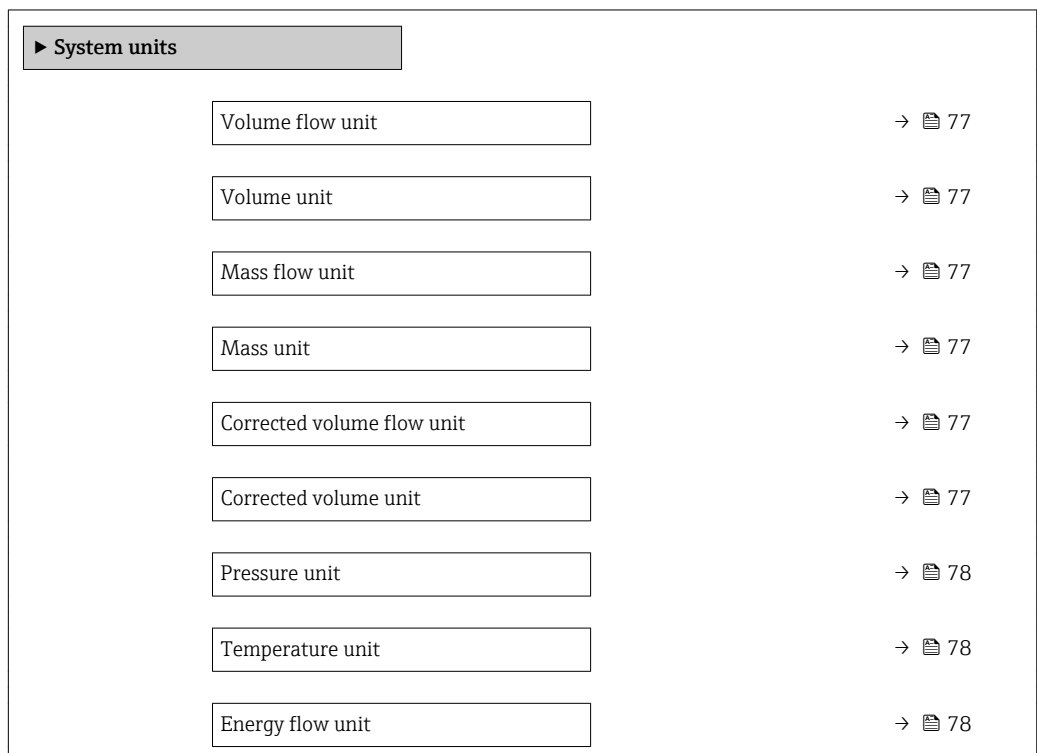 ▶ System units
Volume flow unit → 77
Volume unit → 77
Mass flow unit → 77
Mass unit → 77
Corrected volume flow unit → 77
Corrected volume unit → 77
Pressure unit → 78
Temperature unit → 78
Energy flow unit → 78